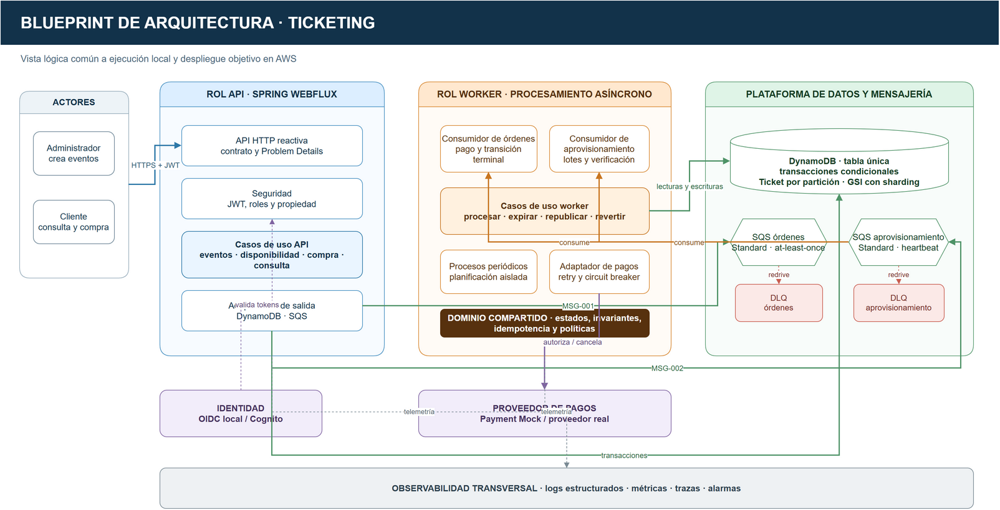 BLUEPRINT DE ARQUITECTURA · TICKETING
Vista lógica común a ejecución local y despliegue objetivo en AWS
ACTORES
Administrador
crea eventos
Cliente
consulta y compra
HTTPS + JWT
ROL API · SPRING WEBFLUX
API HTTP reactiva
contrato y Problem Details
Seguridad
JWT, roles y propiedad
Casos de uso API
eventos · disponibilidad · compra ·
consulta
valida tokens
de salida
DynamoDB · SQS
ROL WORKER · PROCESAMIENTO ASÍNCRONO
Consumidor de órdenes
pago y transición
terminal
Consumidor de
aprovisionamiento
lotes y verificación
Casos de uso worker
procesar · expirar · republicar · revertir
consume
consume
Procesos periódicos
planificación aislada
Adaptador de pagos
retry y circuit breaker
MSG-001
DOMINIO COMPARTIDO · estados, invariantes,
idempotencia y políticas
autoriza / cancela
lecturas y escrituras
PLATAFORMA DE DATOS Y MENSAJERÍA
DynamoDB · tabla única
transacciones condicionales
Ticket por partición · GSI con sharding
SQS órdenes
Standard · at-least-once
SQS aprovisionamiento
Standard · heartbeat
redrive
redrive
DLQ
órdenes
DLQ
aprovisionamiento
MSG-002
IDENTIDAD
OIDC local / Cognito
telemetría
PROVEEDOR DE PAGOS
telemetría
Payment Mock / proveedor real
transacciones
OBSERVABILIDAD TRANSVERSAL · logs estructurados · métricas · trazas · alarmas